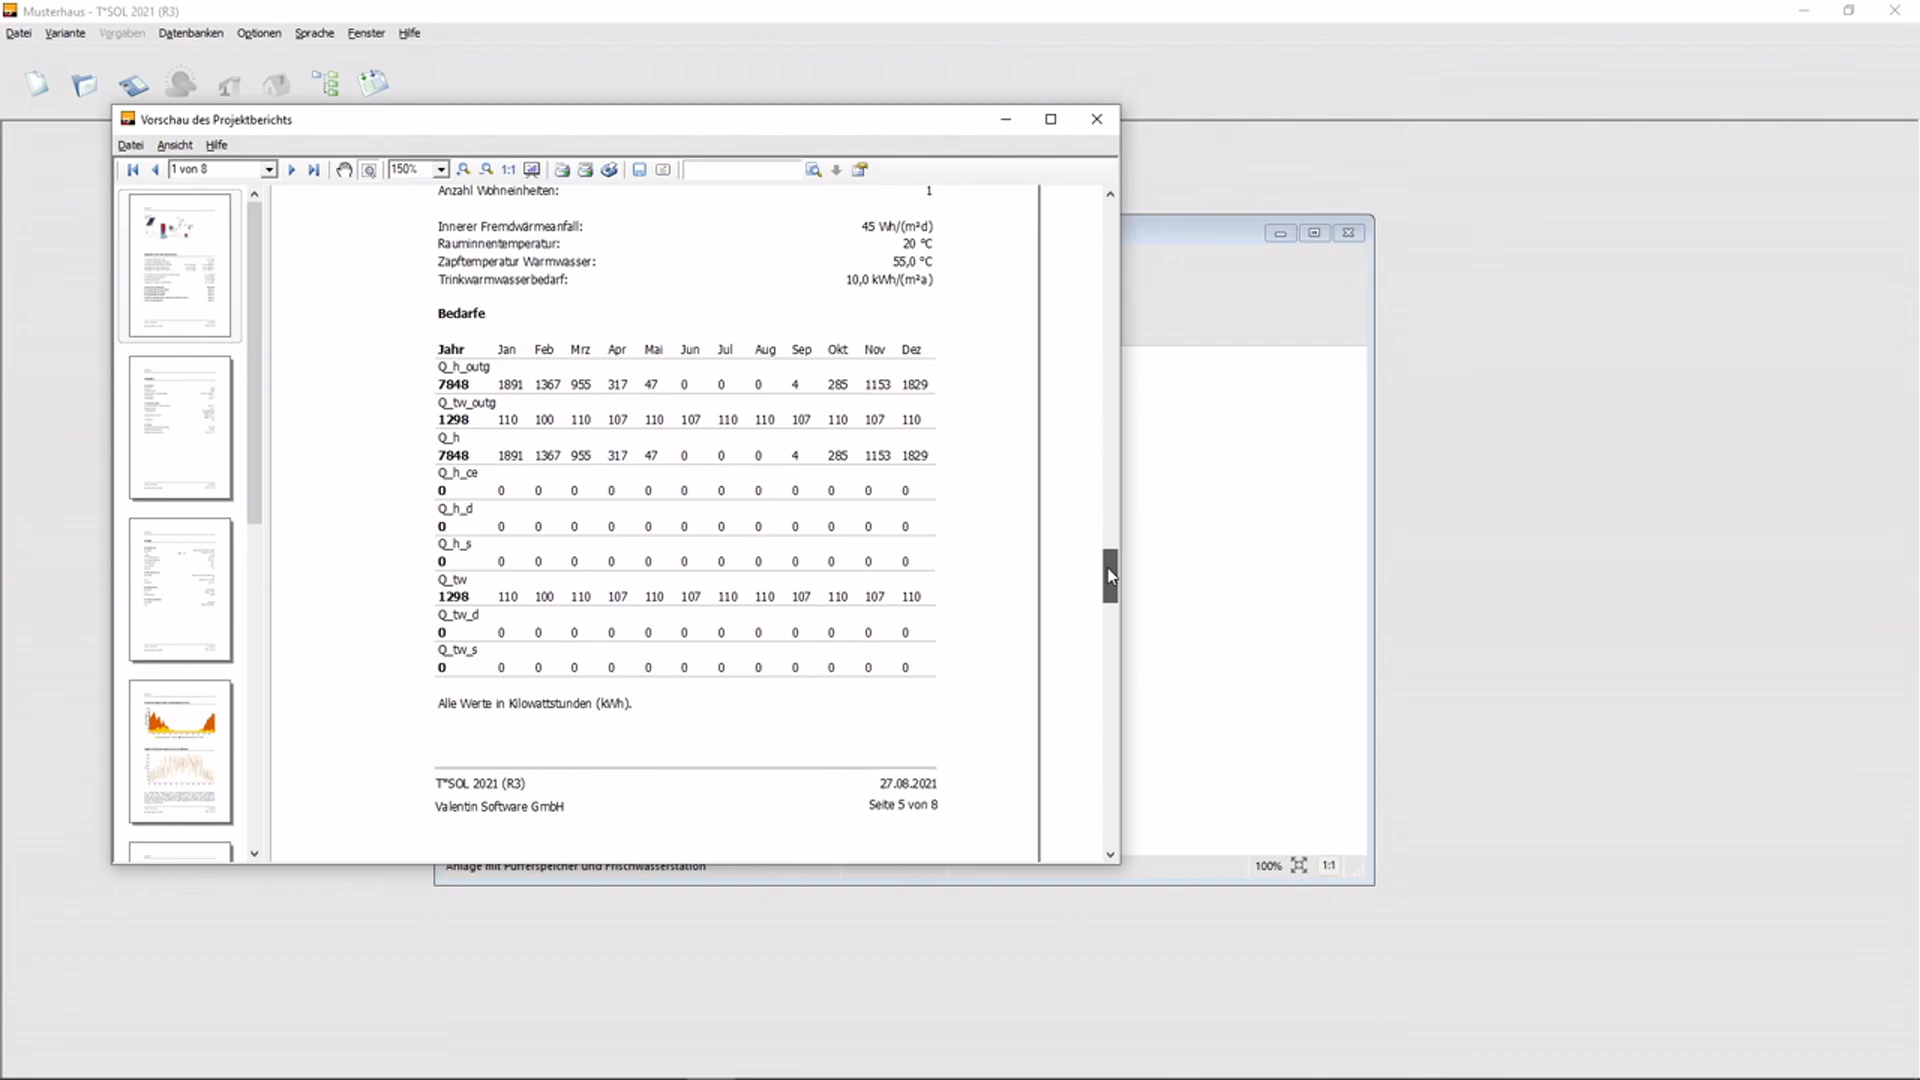 Musterhaus - T*SOL 2021 (R3)
Datei Variante Vorgaben Datenbanken Optionen Sprache Fenster Hilfe
Vorschau des Projektberichts
Datei Ansicht Hilfe
1 von 8 150% 1:1
Anzahl Wohneinheiten: 1
Innerer Fremdwärmeanfall: 45 Wh/(m²d)
Rauminnentemperatur: 20 °C
Zapftemperatur Warmwasser: 55,0 °C
Trinkwarmwasserbedarf: 10,0 kWh/(m²a)
Bedarfe
Jahr Jan Feb Mrz Apr Mai Jun Jul Aug Sep Okt Nov Dez
Q_h_outg
7848 1891 1367 955 317 47 0 0 0 4 285 1153 1829
Q_tw_outg
1298 110 100 110 107 110 107 110 110 107 110 107 110
Q_h
7848 1891 1367 955 317 47 0 0 0 4 285 1153 1829
Q_h_ce
0 0 0 0 0 0 0 0 0 0 0 0 0
Q_h_d
0 0 0 0 0 0 0 0 0 0 0 0 0
Q_h_s
0 0 0 0 0 0 0 0 0 0 0 0 0
Q_tw
1298 110 100 110 107 110 107 110 110 107 110 107 110
Q_tw_d
0 0 0 0 0 0 0 0 0 0 0 0 0
Q_tw_s
0 0 0 0 0 0 0 0 0 0 0 0 0
Alle Werte in Kilowattstunden (kWh).
T*SOL 2021 (R3) 27.08.2021
Valentin Software GmbH Seite 5 von 8
Anlage mit Pufferspeicher und Frischwasserstation 100% 1:1